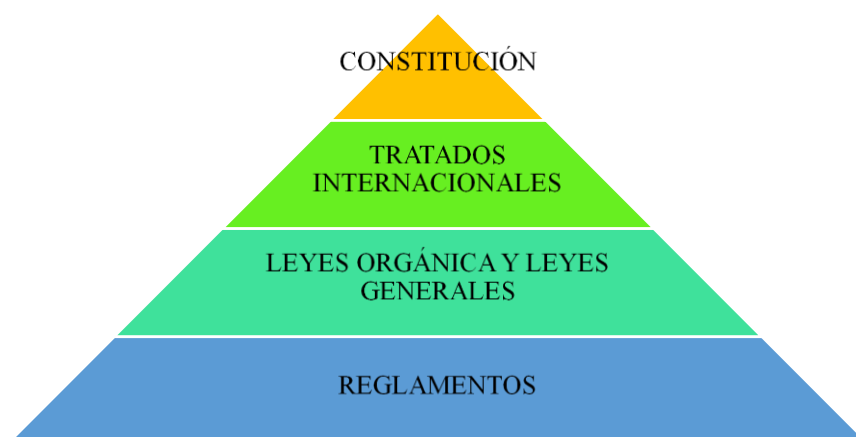 CONSTITUCIÓN
TRATADOS
INTERNACIONALES
LEYES ORGÁNICA Y LEYES
GENERALES
REGLAMENTOS